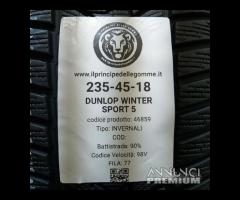 www.ilprincipedellegomme.it
235-45-18
DUNLOP WINTER
SPORT 5
codice prodotto: 46859
Tipo: INVERNALI
COD:
Battistrada: 90%
Codice Velocità: 98V
FILA: 77
ANNUNCI
PREMIUM